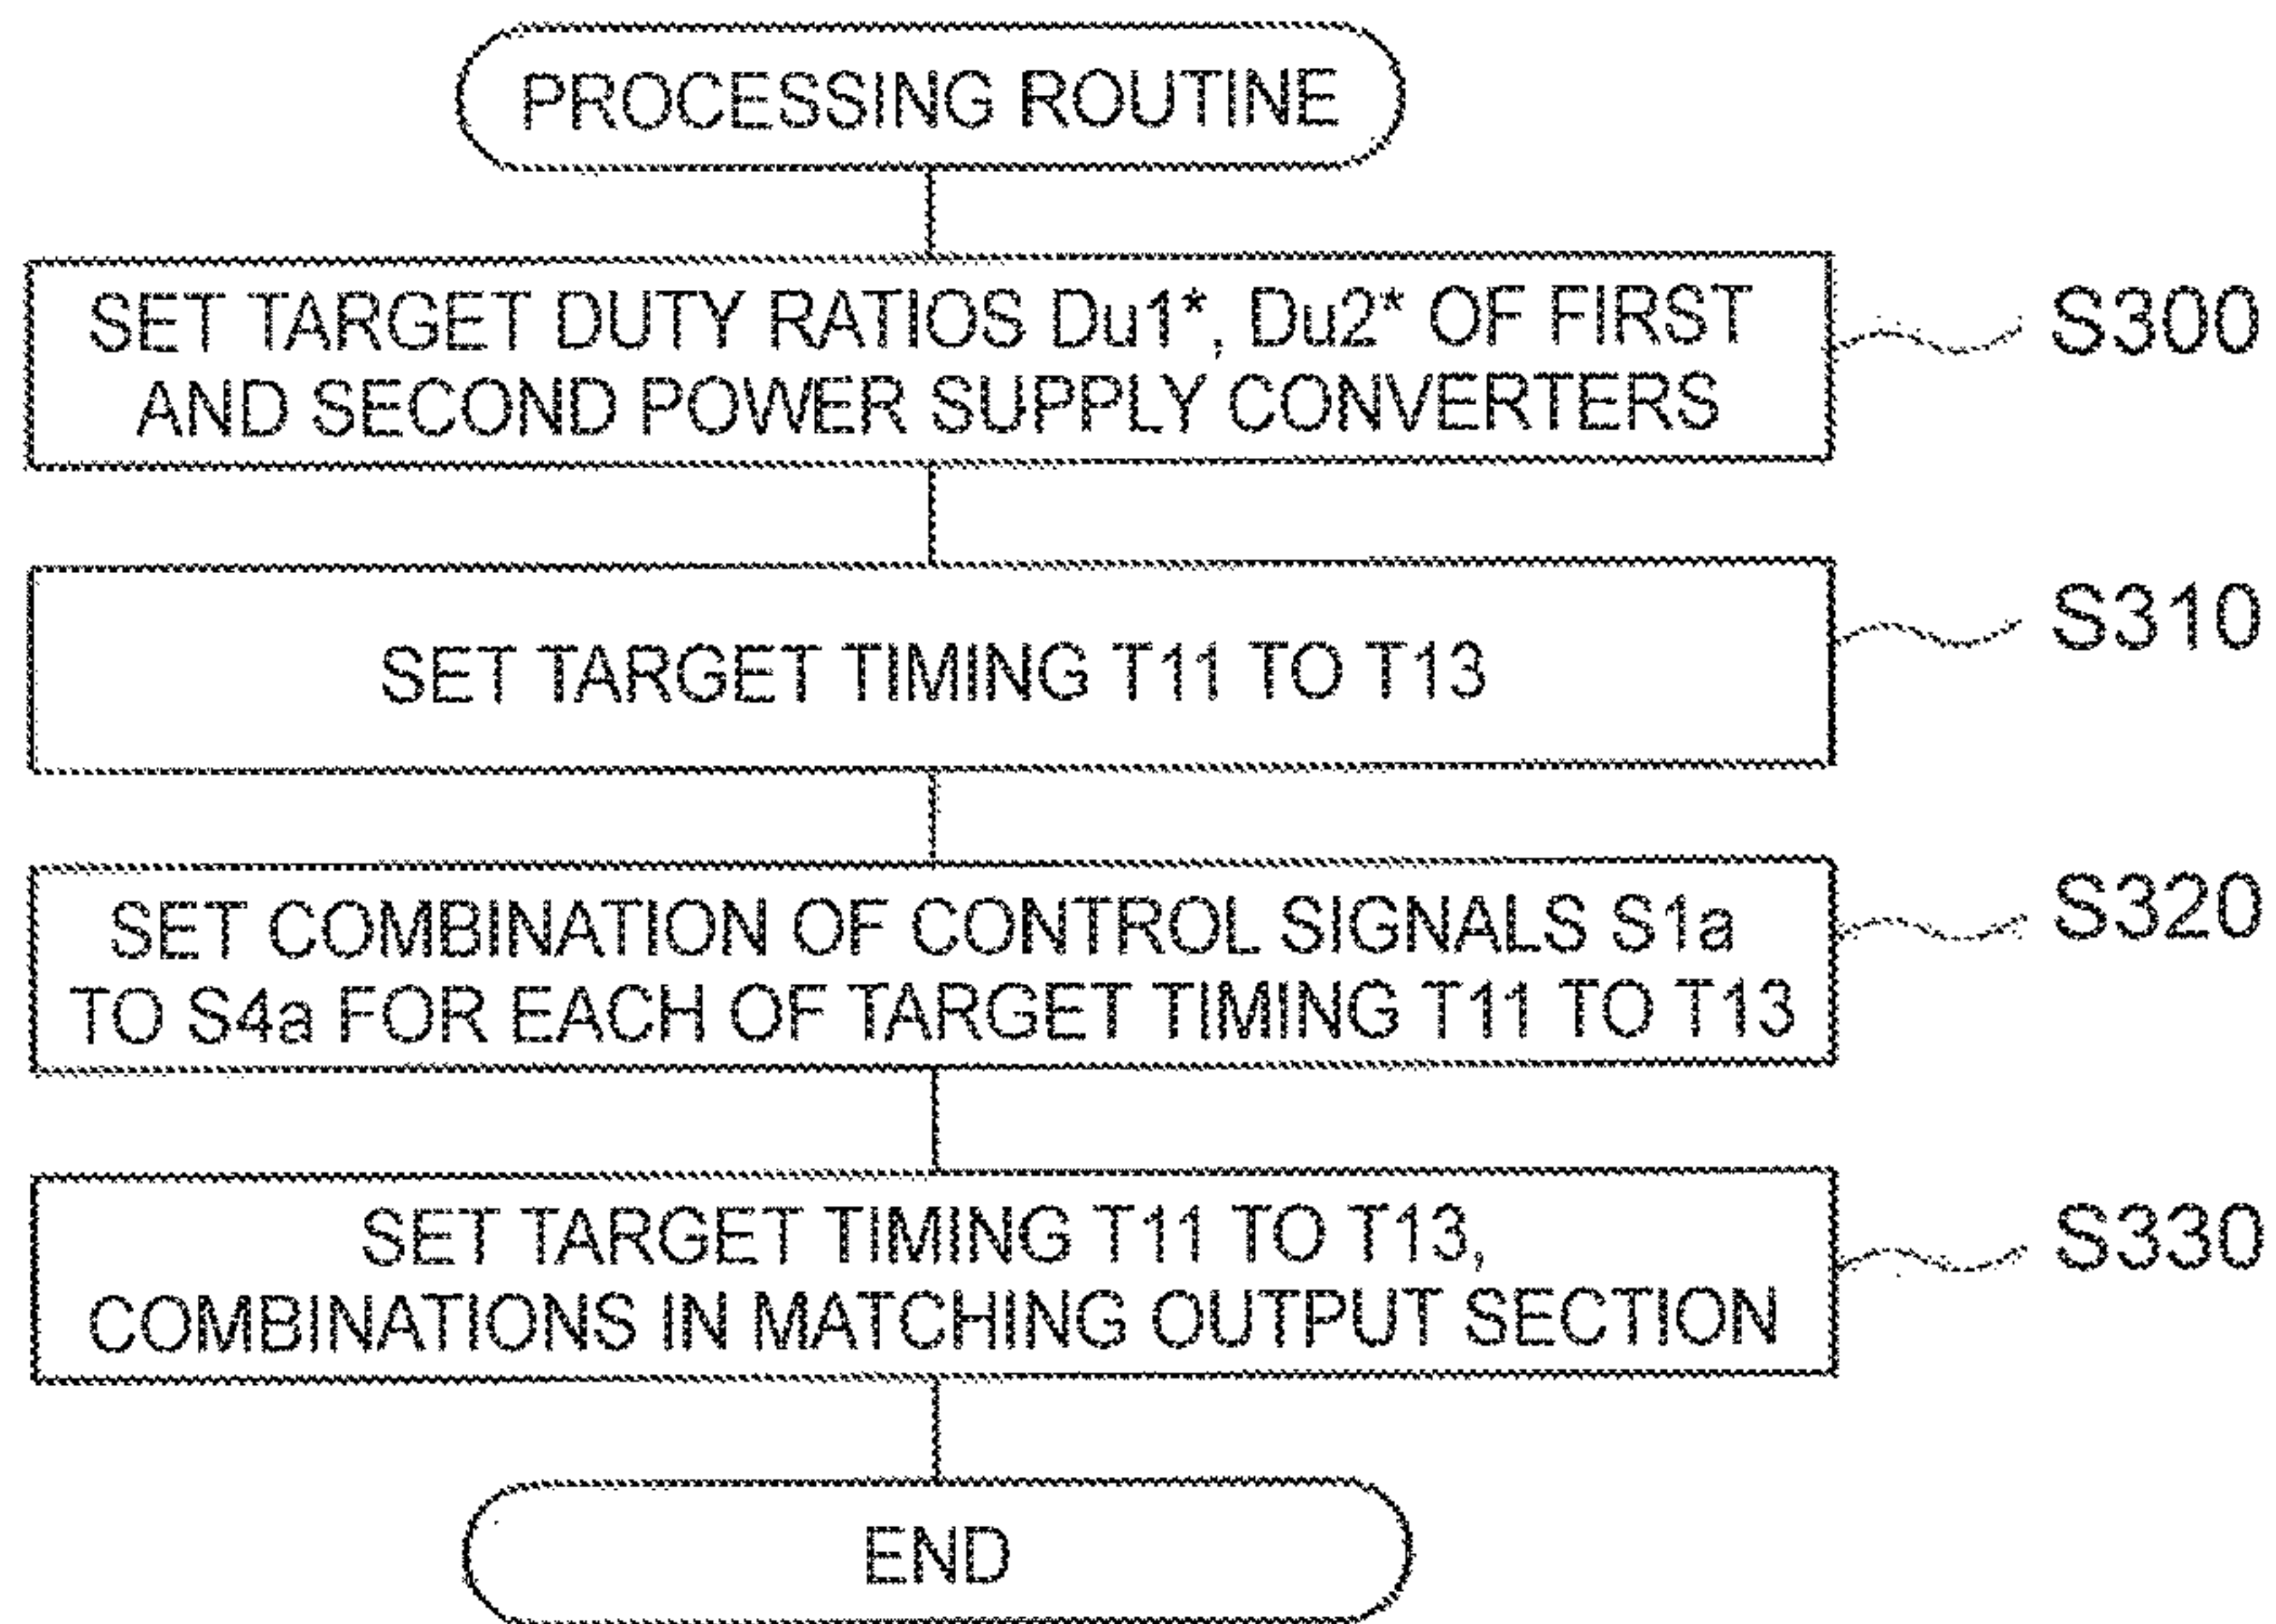 PROCESSING ROUTINE
SET TARGET DUTY RATIOS Du1*, Du2* OF FIRST
AND SECOND POWER SUPPLY CONVERTERS
S300
SET TARGET TIMING T11 TO T13
S310
SET COMBINATION OF CONTROL SIGNALS S1a
TO S4a FOR EACH OF TARGET TIMING T11 TO T13
S320
SET TARGET TIMING T11 TO T13,
COMBINATIONS IN MATCHING OUTPUT SECTION
S330
END